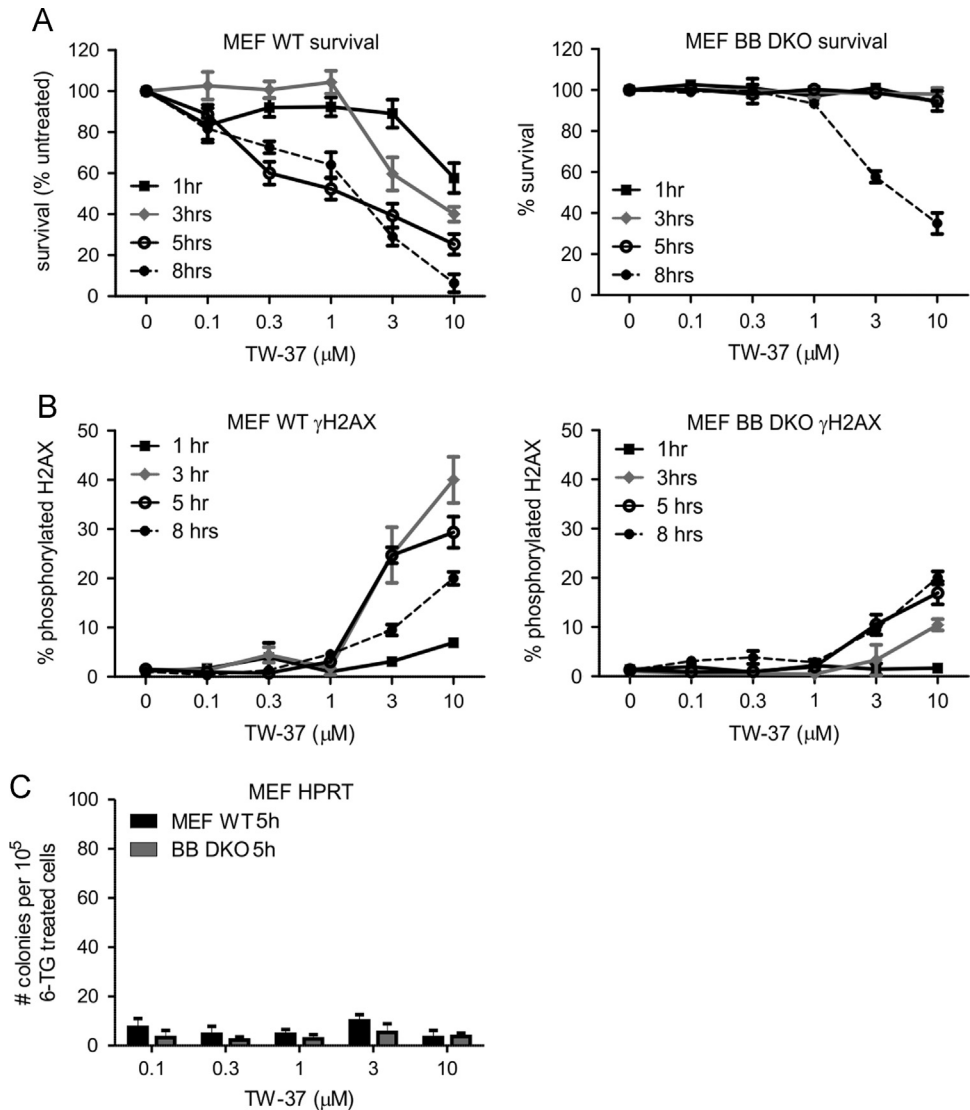 A
MEF WT survival
survival (% untreated)
120
100
80
60
40
20
0
1hr
3hrs
5hrs
8hrs
0 0.1 0.3 1 3 10
TW-37 (μM)
MEF BB DKO survival
% survival
120
100
80
60
40
20
0
1hr
3hrs
5hrs
8hrs
0 0.1 0.3 1 3 10
TW-37 (μM)
B
MEF WT γH2AX
% phosphorylated H2AX
50
40
30
20
10
0
1 hr
3 hr
5 hr
8 hrs
0 0.1 0.3 1 3 10
TW-37 (μM)
MEF BB DKO γH2AX
% phosphorylated H2AX
50
40
30
20
10
0
1hr
3hrs
5 hrs
8 hrs
0 0.1 0.3 1 3 10
TW-37 (μM)
C
MEF HPRT
# colonies per 10⁵
6-TG treated cells
100
80
60
40
20
0
MEF WT 5h
BB DKO 5h
0.1 0.3 1 3 10
TW-37 (μM)